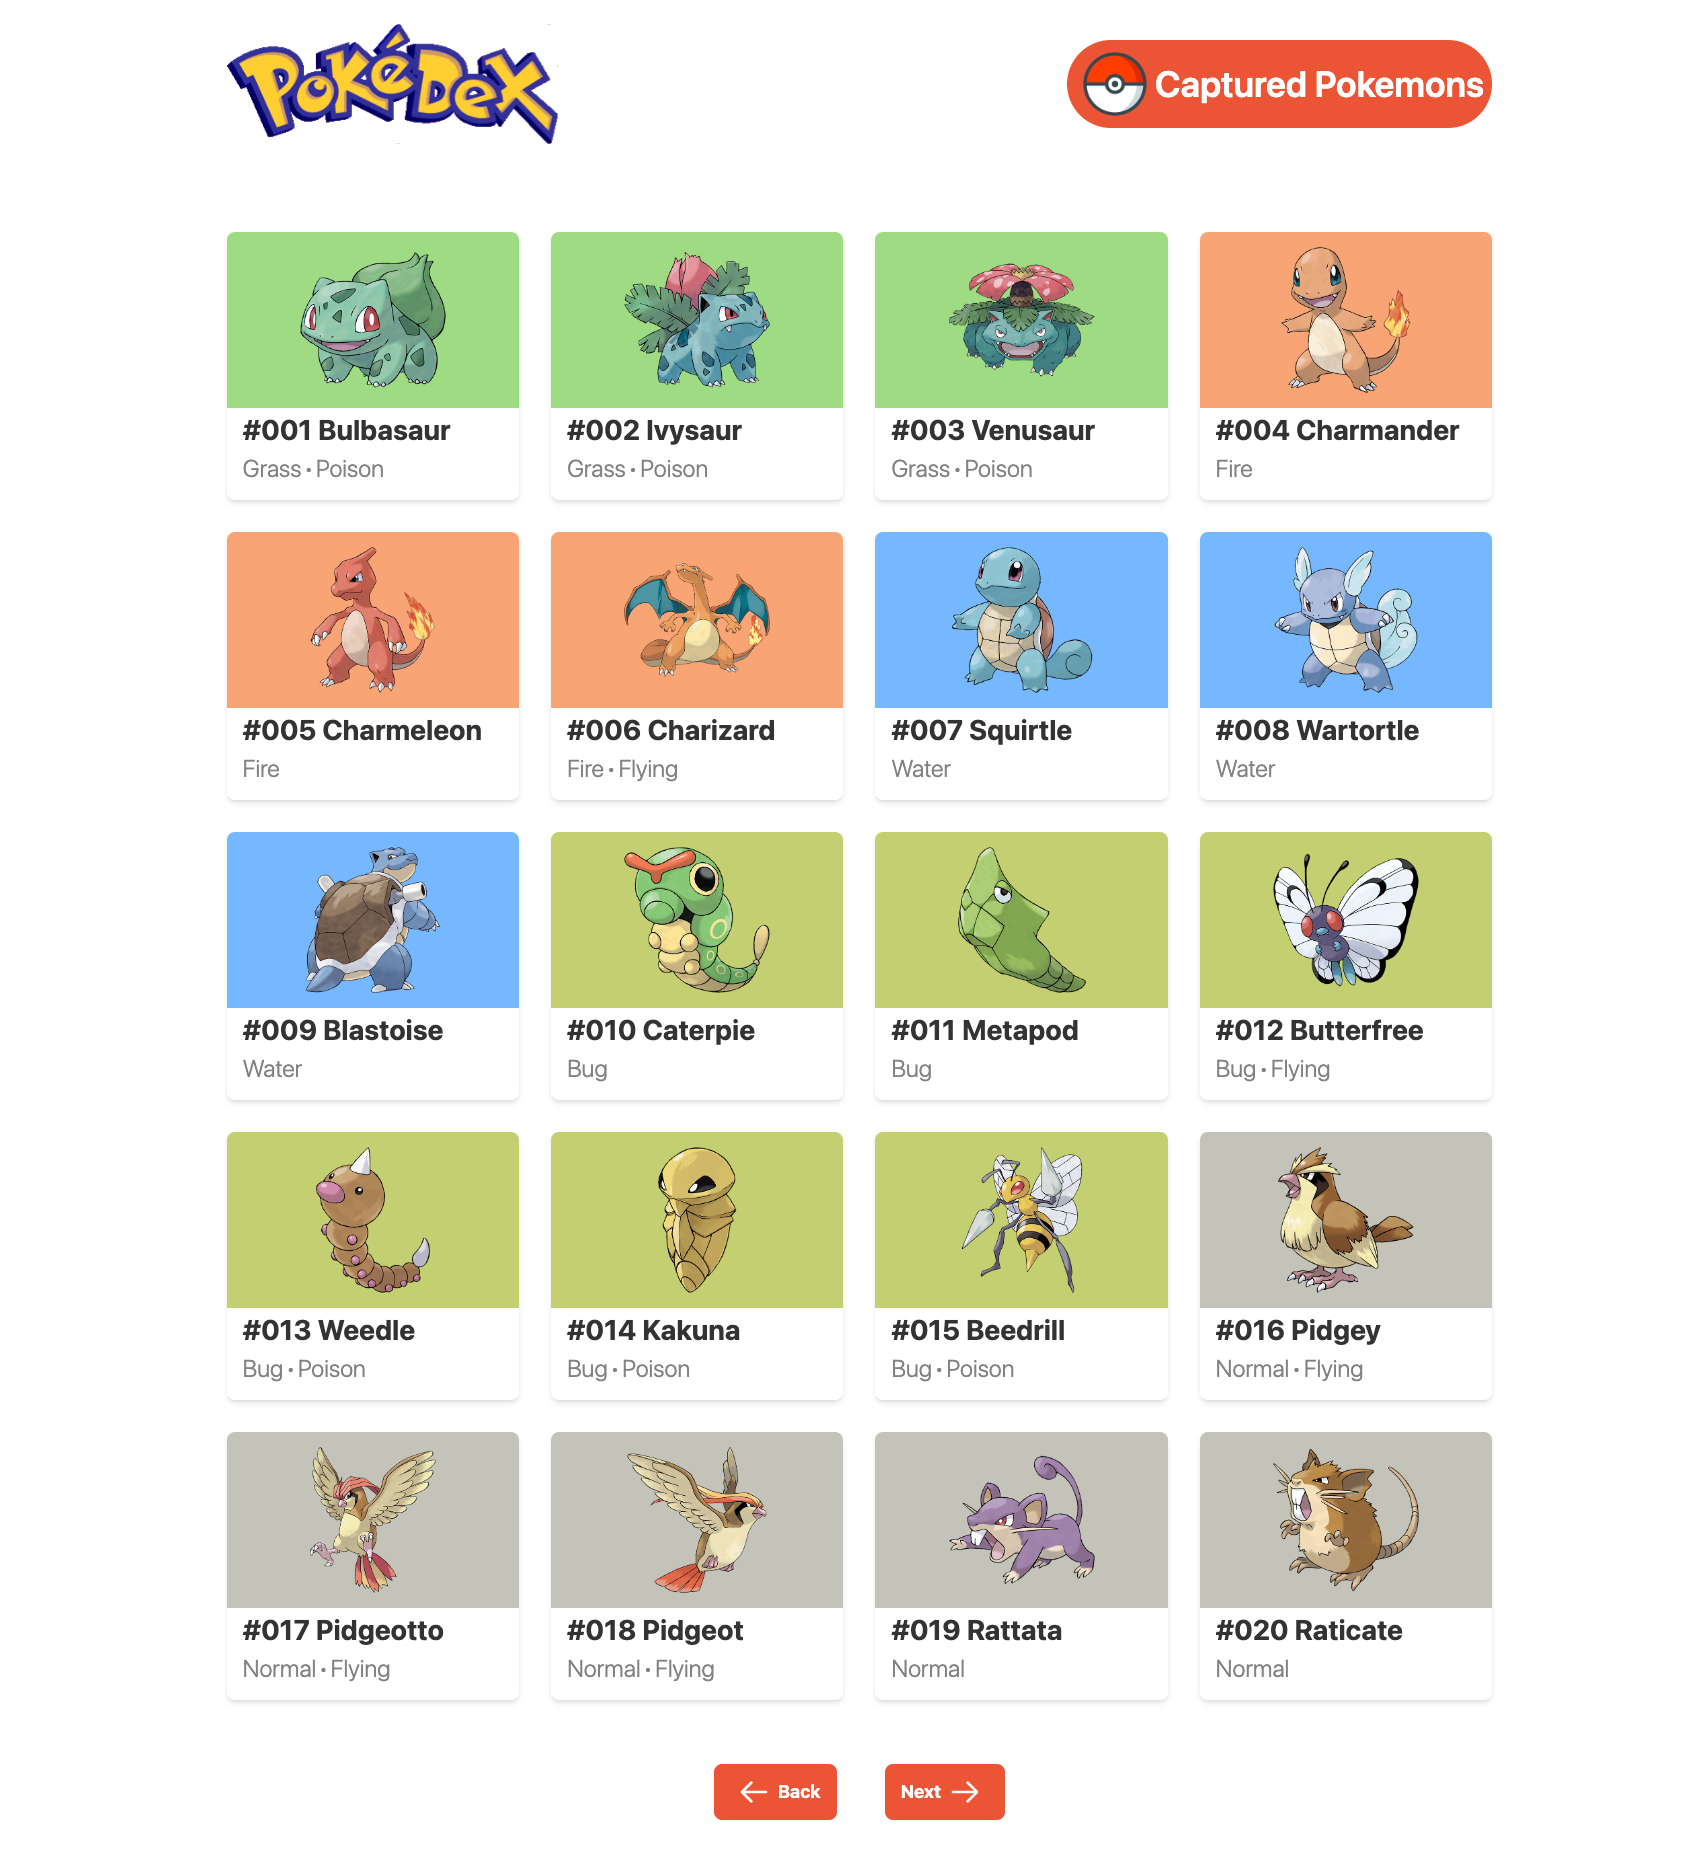 PokéDex
Captured Pokemons
#001 Bulbasaur
Grass • Poison
#002 Ivysaur
Grass • Poison
#003 Venusaur
Grass • Poison
#004 Charmander
Fire
#005 Charmeleon
Fire
#006 Charizard
Fire • Flying
#007 Squirtle
Water
#008 Wartortle
Water
#009 Blastoise
Water
#010 Caterpie
Bug
#011 Metapod
Bug
#012 Butterfree
Bug • Flying
#013 Weedle
Bug • Poison
#014 Kakuna
Bug • Poison
#015 Beedrill
Bug • Poison
#016 Pidgey
Normal • Flying
#017 Pidgeotto
Normal • Flying
#018 Pidgeot
Normal • Flying
#019 Rattata
Normal
#020 Raticate
Normal
Back
Next